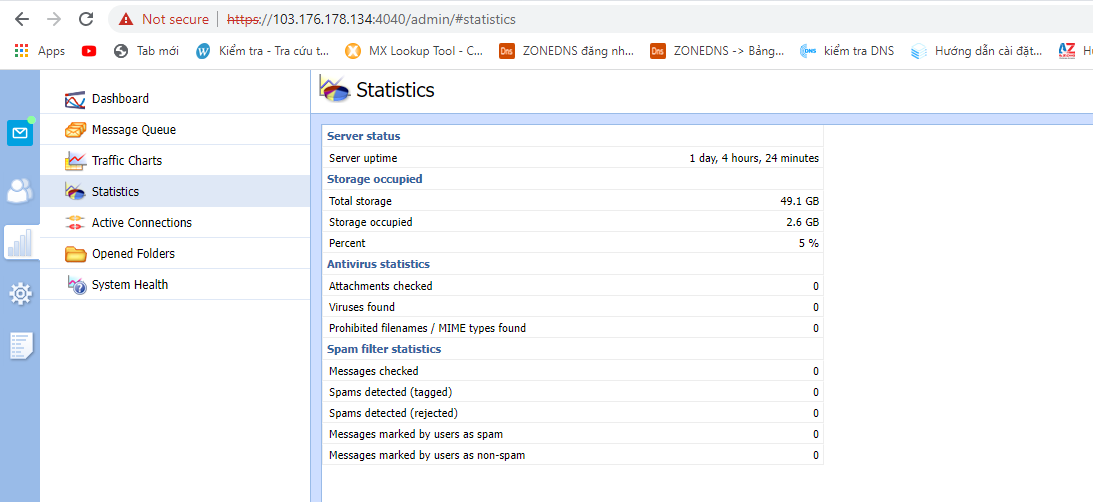 Not secure | https://103.176.178.134:4040/admin/#statistics
Apps Tab mới Kiểm tra - Tra cứu t... MX Lookup Tool - C... ZONEDNS đăng nh... ZONEDNS -> Bảng... kiểm tra DNS Hướng dẫn cài đặt...
Dashboard
Message Queue
Traffic Charts
Statistics
Active Connections
Opened Folders
System Health
Statistics
Server status
Server uptime 1 day, 4 hours, 24 minutes
Storage occupied
Total storage 49.1 GB
Storage occupied 2.6 GB
Percent 5 %
Antivirus statistics
Attachments checked 0
Viruses found 0
Prohibited filenames / MIME types found 0
Spam filter statistics
Messages checked 0
Spams detected (tagged) 0
Spams detected (rejected) 0
Messages marked by users as spam 0
Messages marked by users as non-spam 0